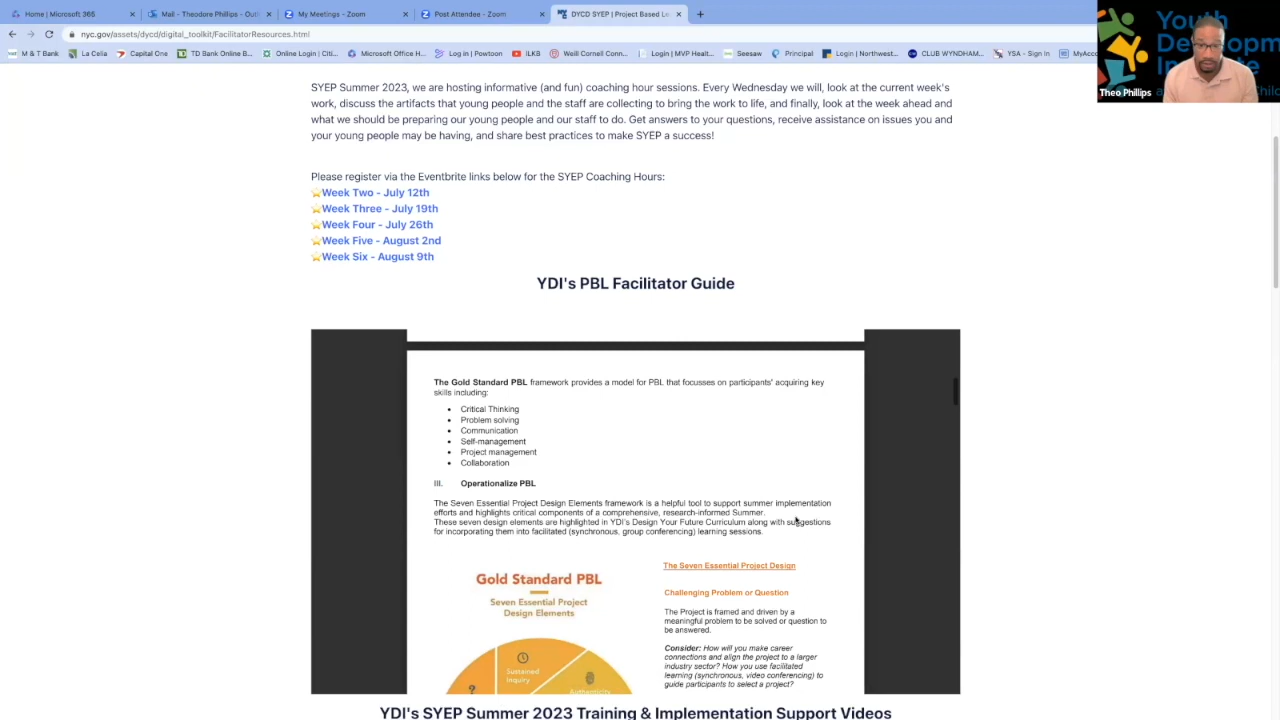 Home | Microsoft 365
Mail - Theodore Phillips - Outl
My Meetings - Zoom
Post Attendee - Zoom
DYCD SYEP | Project Based Le
nyc.gov/assets/dycd/digital_toolkit/FacilitatorResources.html
M & T Bank
La Celia
Capital One
TD Bank Online B...
Online Login | Citi...
Microsoft Office H...
Log in | Powtoon
ILKB
Weill Cornell Conn...
Login | MVP Healt...
Seesaw
Principal
Login | Northwest...
CLUB WYNDHAM...
YSA - Sign In
MyAcco
Youth
Developm
Theo Phillips
SYEP Summer 2023, we are hosting informative (and fun) coaching hour sessions. Every Wednesday we will, look at the current week's
work, discuss the artifacts that young people and the staff are collecting to bring the work to life, and finally, look at the week ahead and
what we should be preparing our young people and our staff to do. Get answers to your questions, receive assistance on issues you and
your young people may be having, and share best practices to make SYEP a success!
Please register via the Eventbrite links below for the SYEP Coaching Hours:
⭐Week Two - July 12th
⭐Week Three - July 19th
⭐Week Four - July 26th
⭐Week Five - August 2nd
⭐Week Six - August 9th
YDI's PBL Facilitator Guide
The Gold Standard PBL framework provides a model for PBL that focusses on participants' acquiring key
skills including:
• Critical Thinking
• Problem solving
• Communication
• Self-management
• Project management
• Collaboration
III. Operationalize PBL
The Seven Essential Project Design Elements framework is a helpful tool to support summer implementation
efforts and highlights critical components of a comprehensive, research-informed Summer.
These seven design elements are highlighted in YDI's Design Your Future Curriculum along with suggestions
for incorporating them into facilitated (synchronous, group conferencing) learning sessions.
Gold Standard PBL
Seven Essential Project
Design Elements
Sustained
Inquiry
Authenticity
The Seven Essential Project Design
Challenging Problem or Question
The Project is framed and driven by a
meaningful problem to be solved or question to
be answered.
Consider: How will you make career
connections and align the project to a larger
industry sector? How you use facilitated
learning (synchronous, video conferencing) to
guide participants to select a project?
YDI's SYEP Summer 2023 Training & Implementation Support Videos